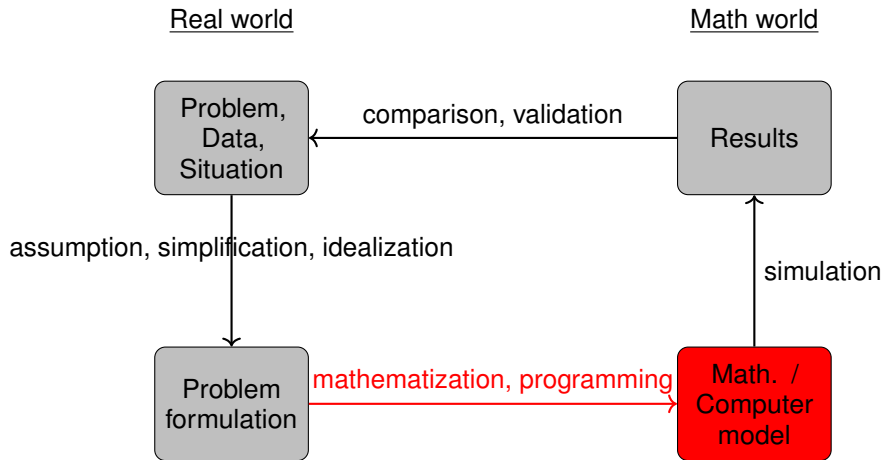 Real world
Math world
Problem,
Data,
Situation
comparison, validation
Results
assumption, simplification, idealization
simulation
Problem
formulation
mathematization, programming
Math. /
Computer
model